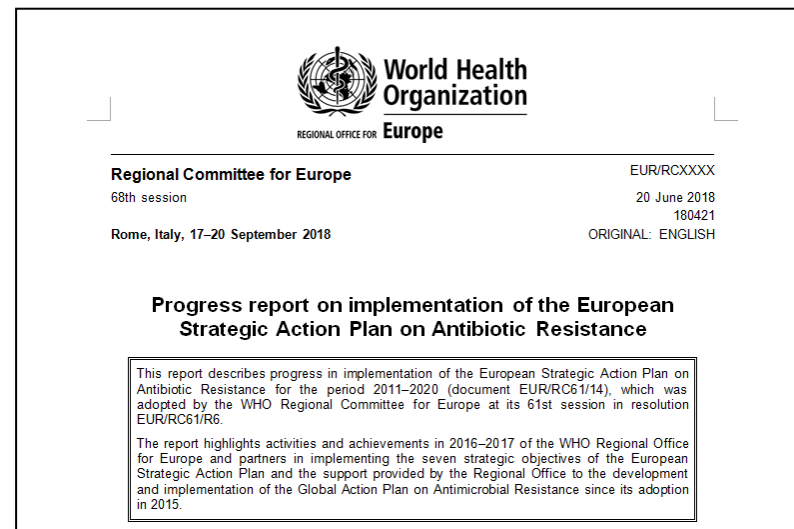 World Health
Organization
REGIONAL OFFICE FOR Europe
Regional Committee for Europe
EUR/RCXXXX
68th session
20 June 2018
180421
Rome, Italy, 17–20 September 2018
ORIGINAL: ENGLISH
Progress report on implementation of the European
Strategic Action Plan on Antibiotic Resistance
This report describes progress in implementation of the European Strategic Action Plan on
Antibiotic Resistance for the period 2011–2020 (document EUR/RC61/14), which was
adopted by the WHO Regional Committee for Europe at its 61st session in resolution
EUR/RC61/R6.
The report highlights activities and achievements in 2016–2017 of the WHO Regional Office
for Europe and partners in implementing the seven strategic objectives of the European
Strategic Action Plan and the support provided by the Regional Office to the development
and implementation of the Global Action Plan on Antimicrobial Resistance since its adoption
in 2015.